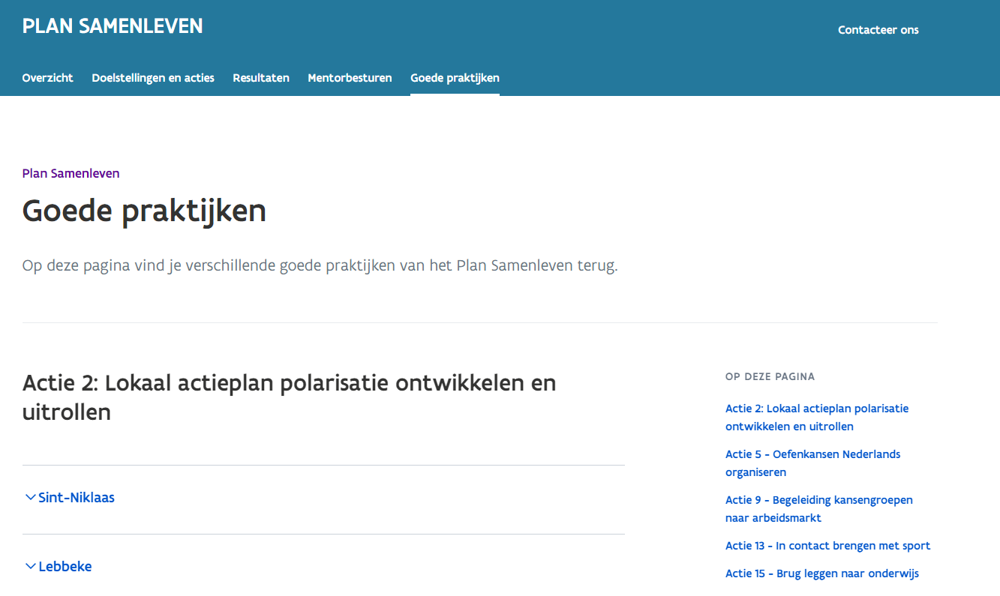 PLAN SAMENLEVEN
Contacteer ons
Overzicht Doelstellingen en acties Resultaten Mentorbesturen Goede praktijken
Plan Samenleven
Goede praktijken
Op deze pagina vind je verschillende goede praktijken van het Plan Samenleven terug.
Actie 2: Lokaal actieplan polarisatie ontwikkelen en
uitrollen
Sint-Niklaas
Lebbeke
OP DEZE PAGINA
Actie 2: Lokaal actieplan polarisatie
ontwikkelen en uitrollen
Actie 5 - Oefenkansen Nederlands
organiseren
Actie 9 - Begeleiding kansengroepen
naar arbeidsmarkt
Actie 13 - In contact brengen met sport
Actie 15 - Brug leggen naar onderwijs